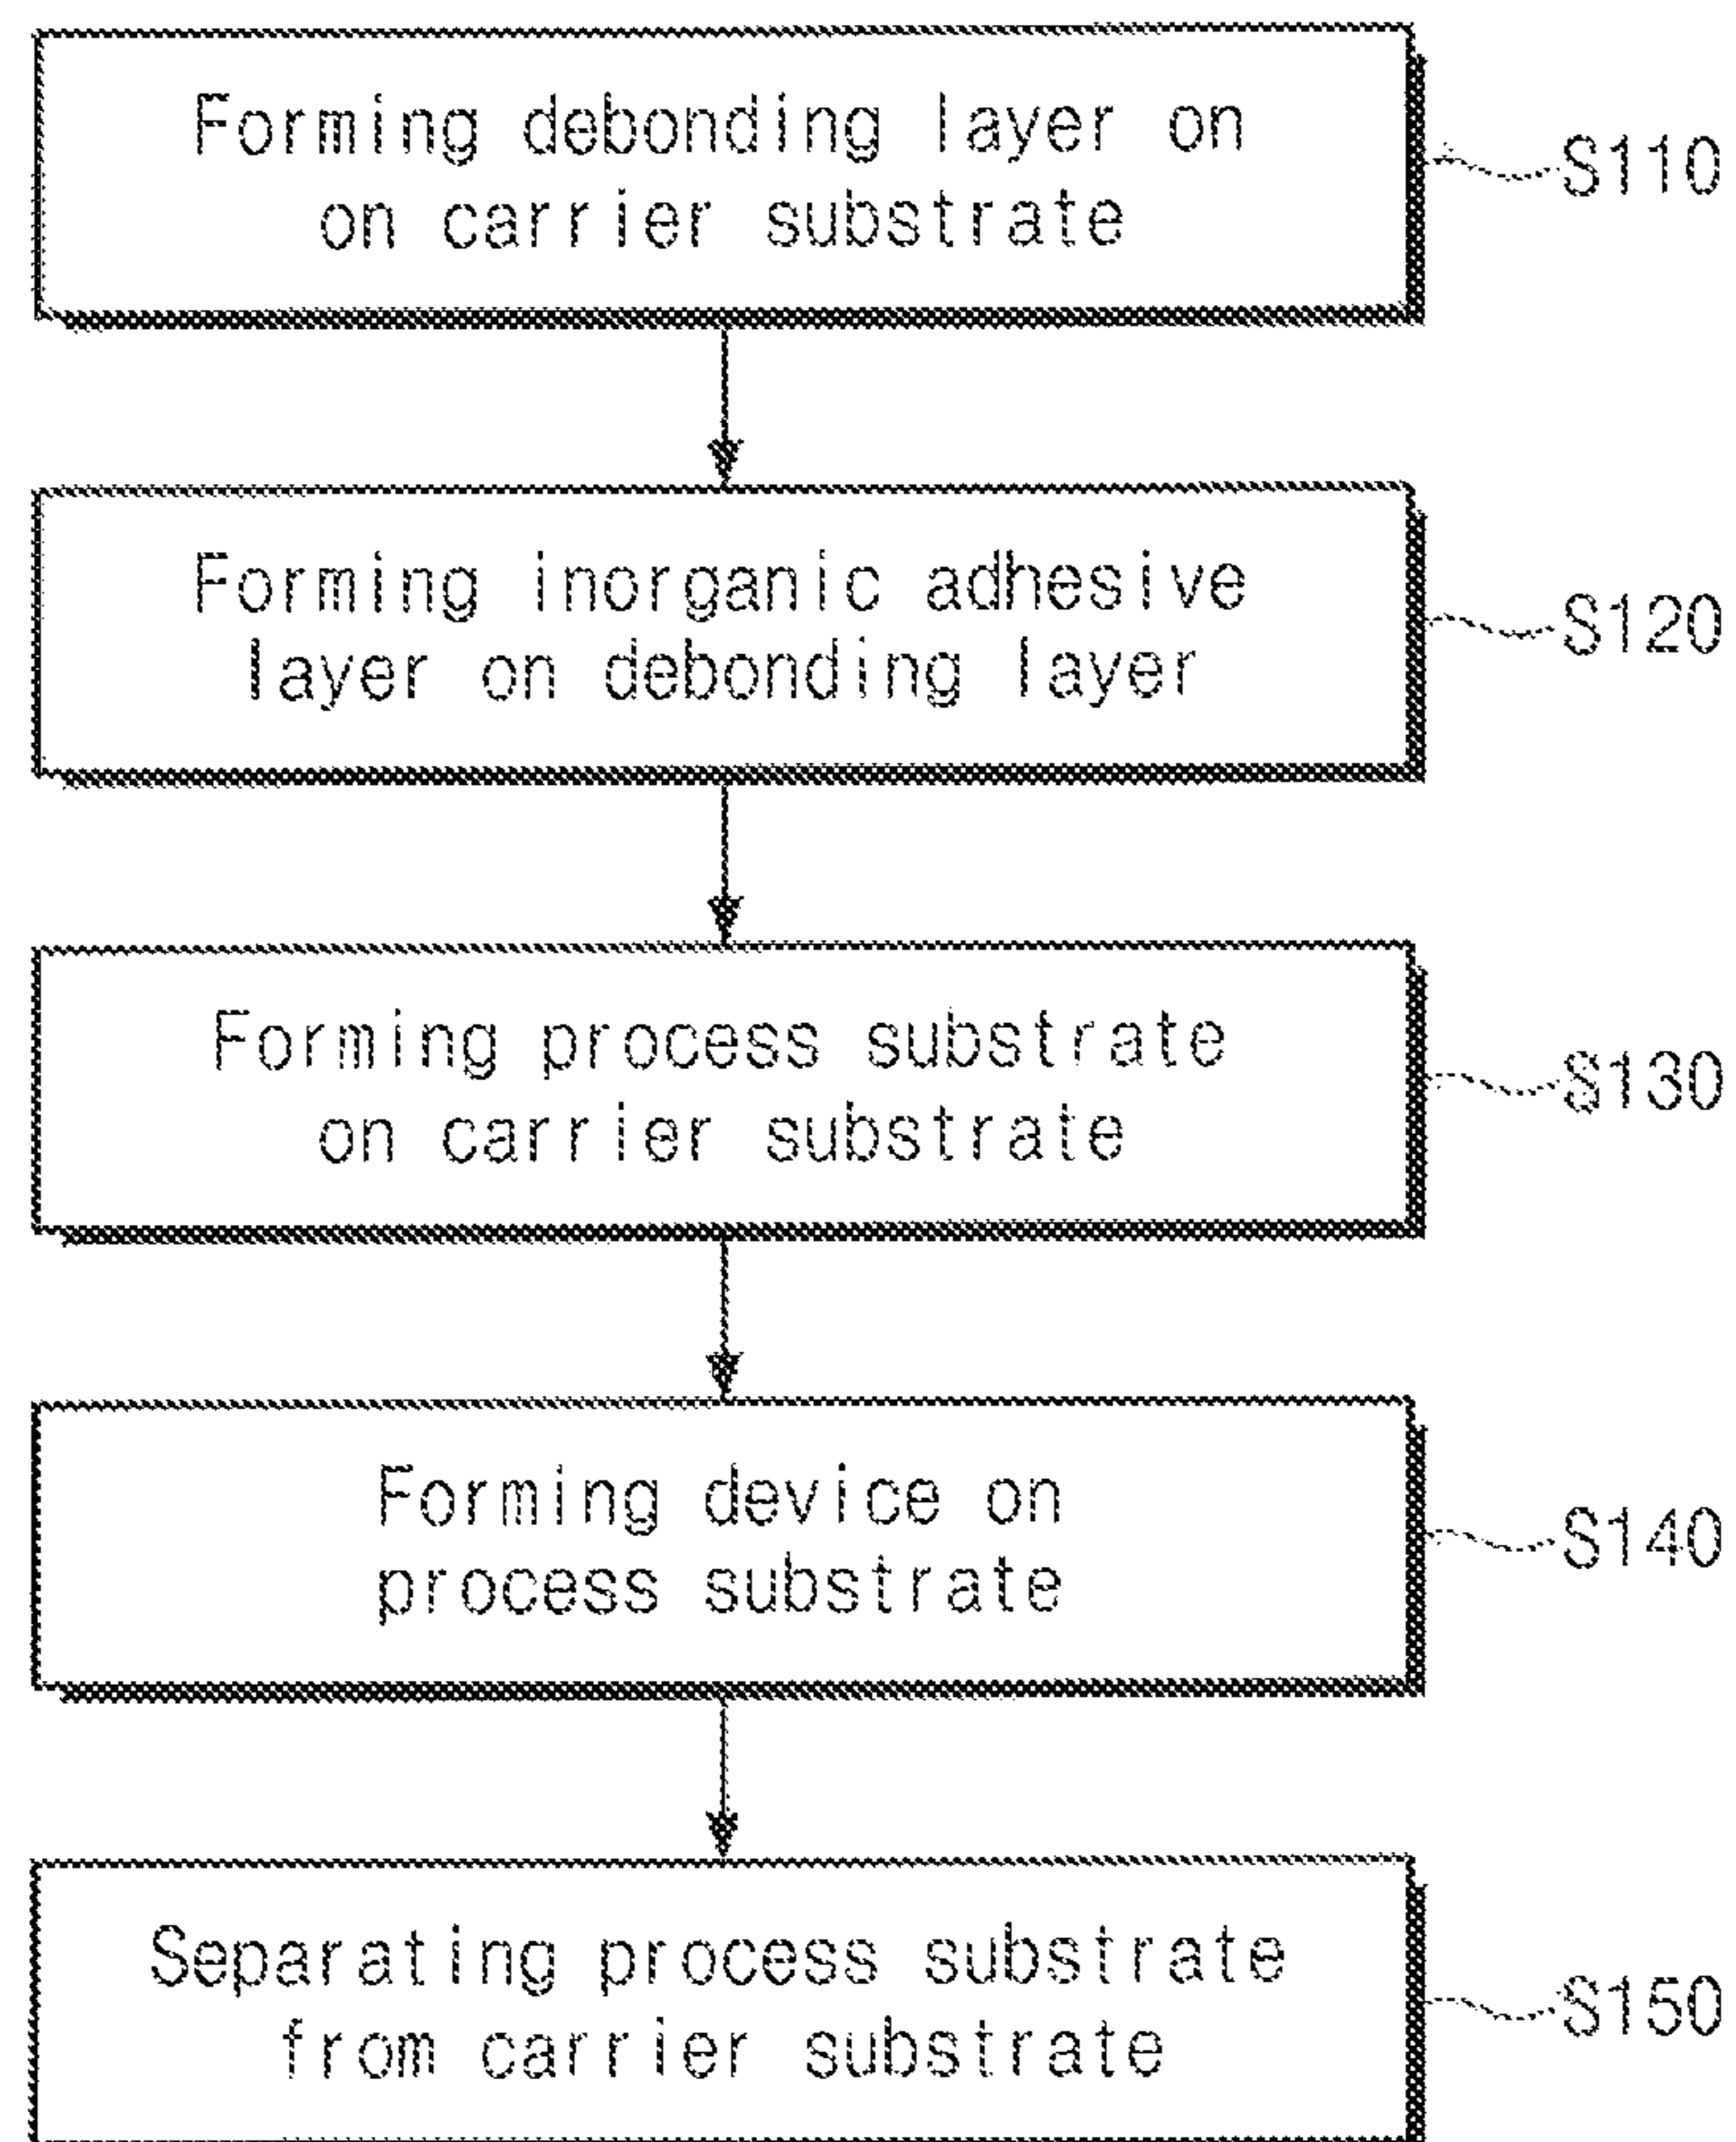 Forming debonding layer on
on carrier substrate
S110
Forming inorganic adhesive
layer on debonding layer
S120
Forming process substrate
on carrier substrate
S130
Forming device on
process substrate
S140
Separating process substrate
from carrier substrate
S150